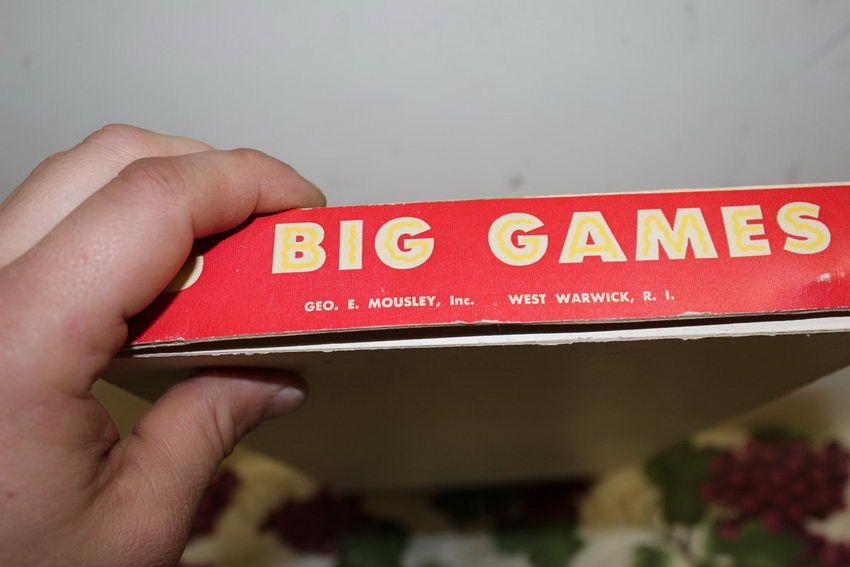 BIG GAMES
GEO. E. MOUSLEY, Inc. WEST WARWICK, R. I.